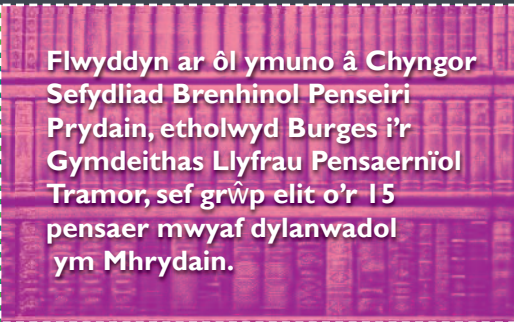 Flwyddyn ar ôl ymuno â Chyngor
Sefydliad Brenhinol Penseiri
Prydain, etholwyd Burges i’r
Gymdeithas Llyfrau Pensaernïol
Tramor, sef grŵp elit o’r 15
pensaer mwyaf dylanwadol
ym Mhrydain.